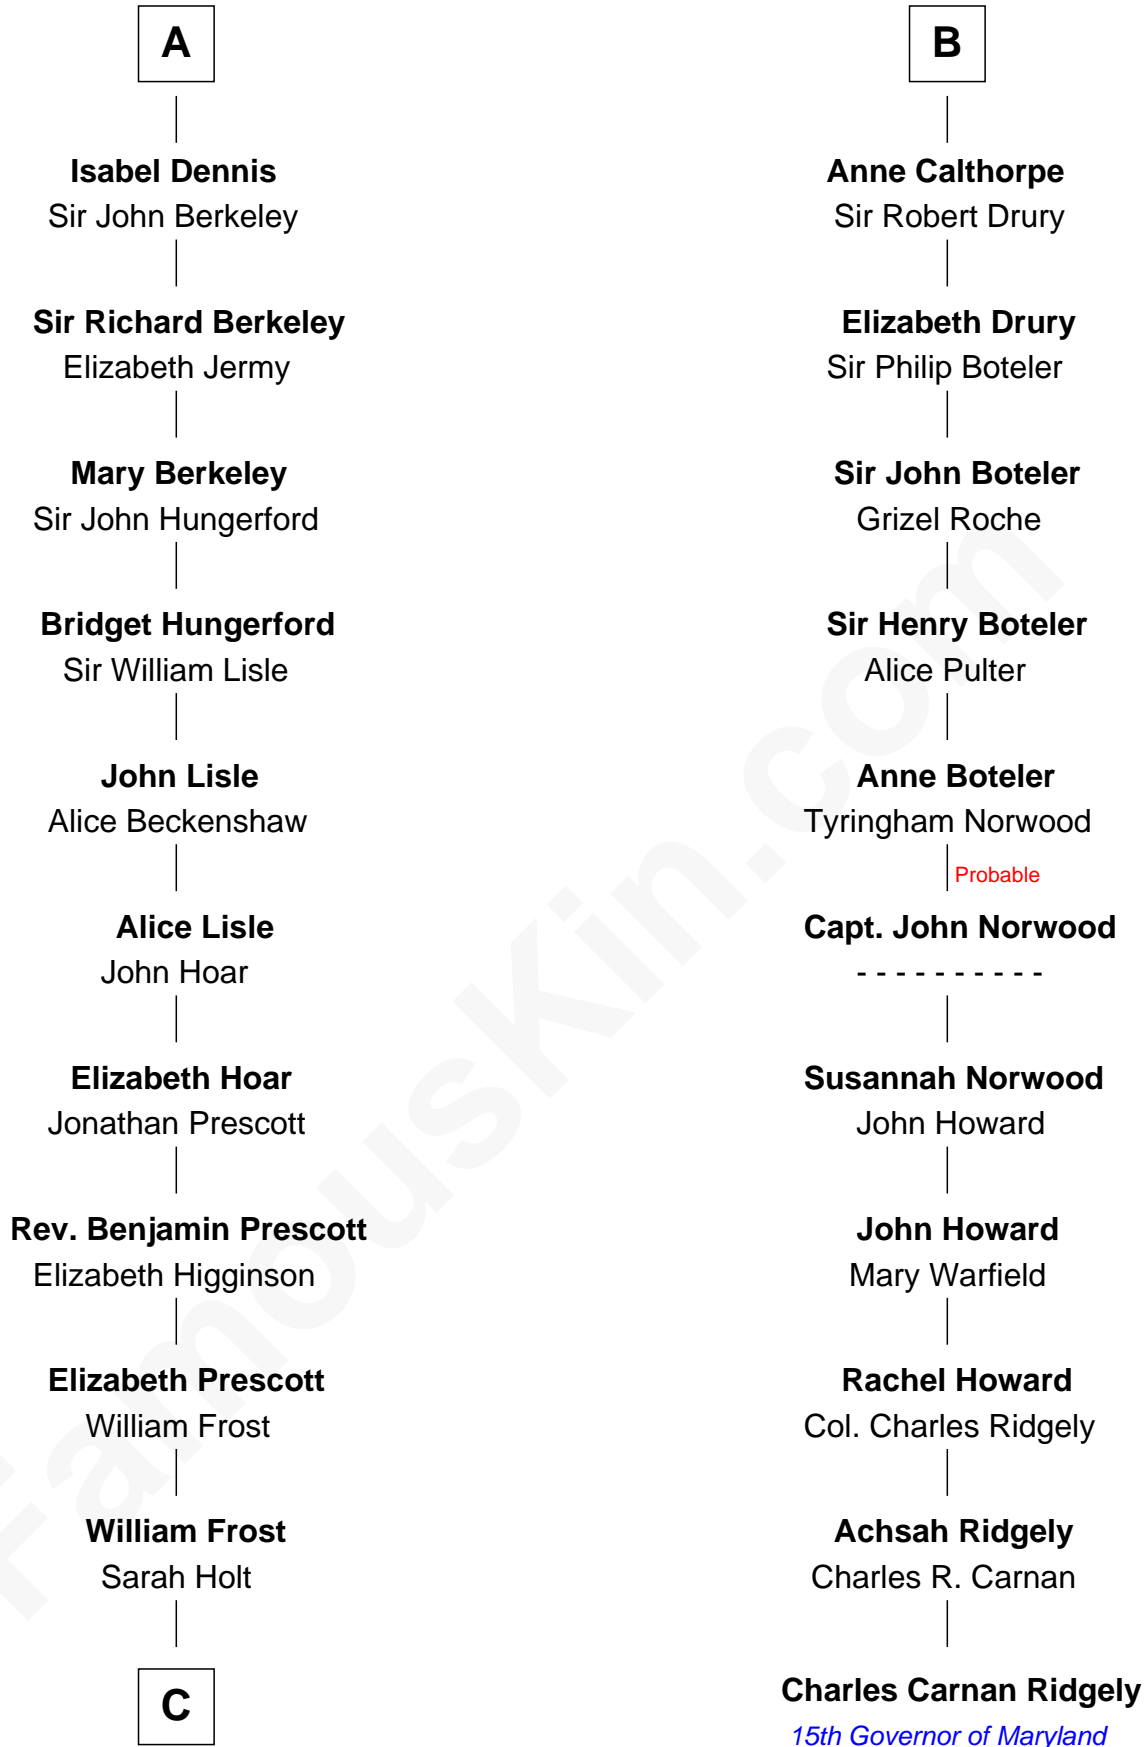 A
Isabel Dennis
Sir John Berkeley
Sir Richard Berkeley
Elizabeth Jermy
Mary Berkeley
Sir John Hungerford
Bridget Hungerford
Sir William Lisle
John Lisle
Alice Beckenshaw
Alice Lisle
John Hoar
Elizabeth Hoar
Jonathan Prescott
Rev. Benjamin Prescott
Elizabeth Higginson
Elizabeth Prescott
William Frost
William Frost
Sarah Holt
C
B
Anne Calthorpe
Sir Robert Drury
Elizabeth Drury
Sir Philip Boteler
Sir John Boteler
Grizel Roche
Sir Henry Boteler
Alice Pulter
Anne Boteler
Tyringham Norwood
Probable
Capt. John Norwood
- - - - - - - - - -
Susannah Norwood
John Howard
John Howard
Mary Warfield
Rachel Howard
Col. Charles Ridgely
Achsah Ridgely
Charles R. Carnan
Charles Carnan Ridgely
15th Governor of Maryland
FamousKin.com